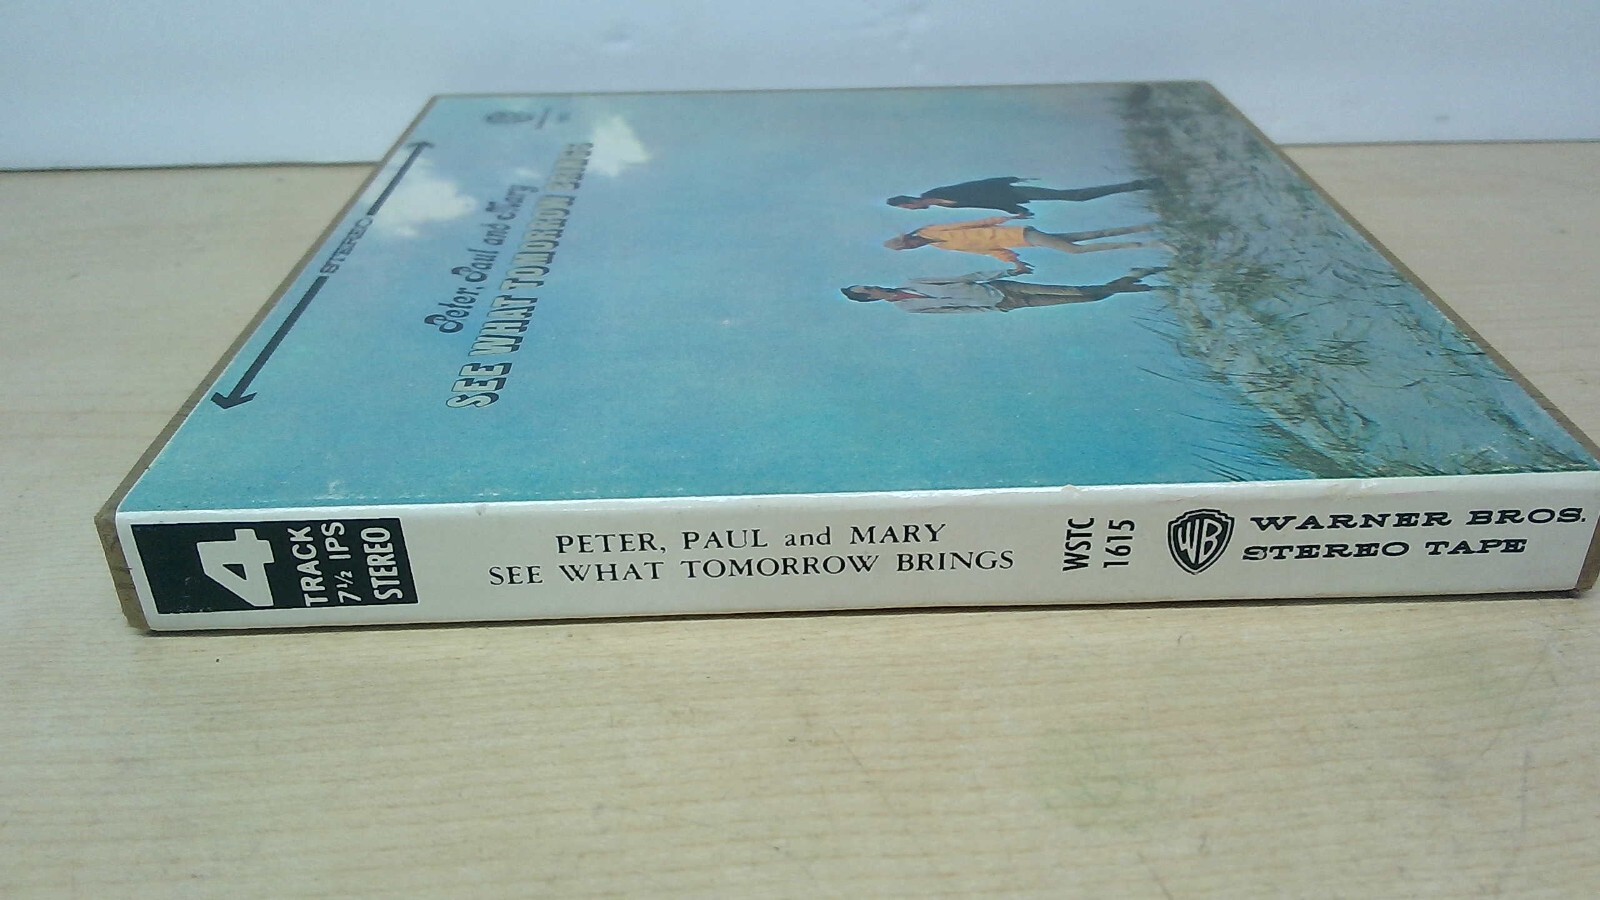 STEREO
Peter, Paul and Mary
SEE WHAT TOMORROW BRINGS
4
TRACK
7½ IPS
STEREO
PETER, PAUL and MARY
SEE WHAT TOMORROW BRINGS
WSTC
1615
WB
WARNER BROS.
STEREO TAPE